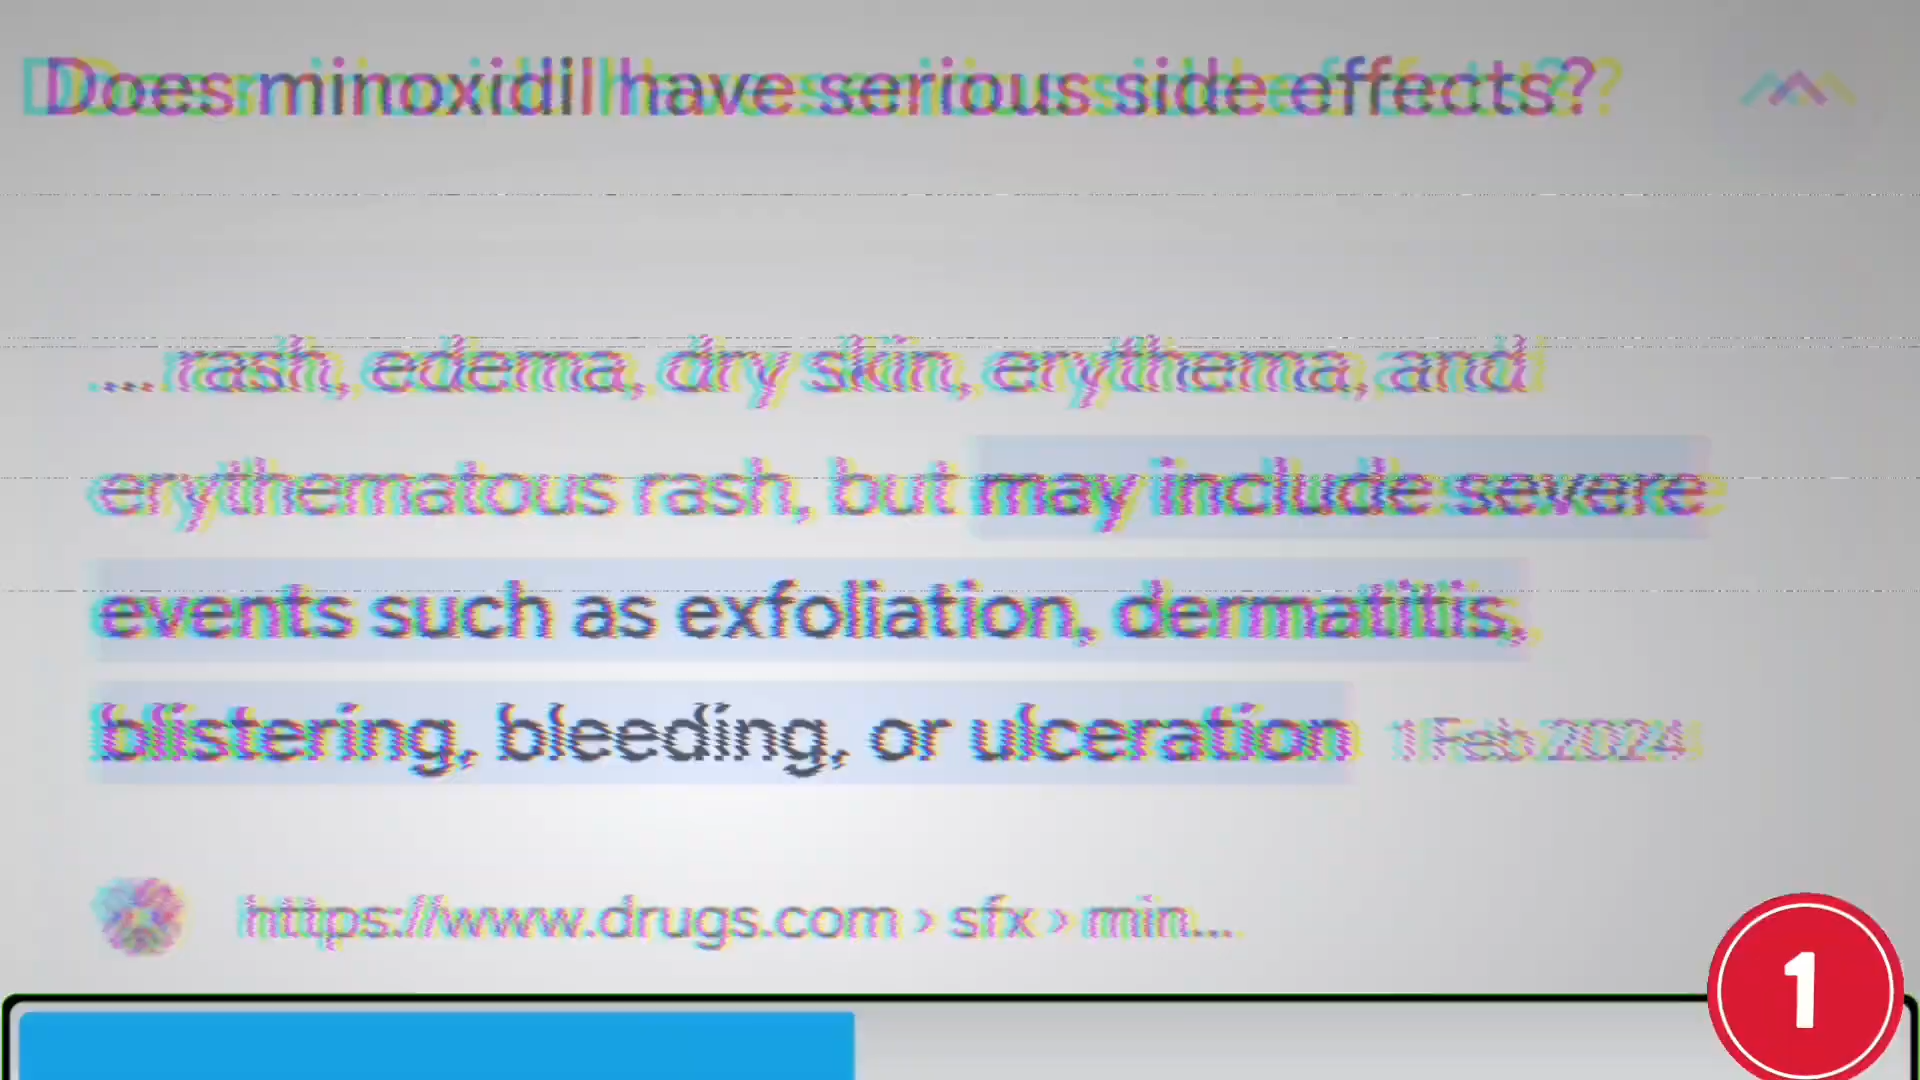 Does minoxidil have serious side effects?
... rash, edema, dry skin, erythema, and
erythematous rash, but may include severe
events such as exfoliation, dermatitis,
blistering, bleeding, or ulceration 1 Feb 2024
https://www.drugs.com › sfx › min...
1